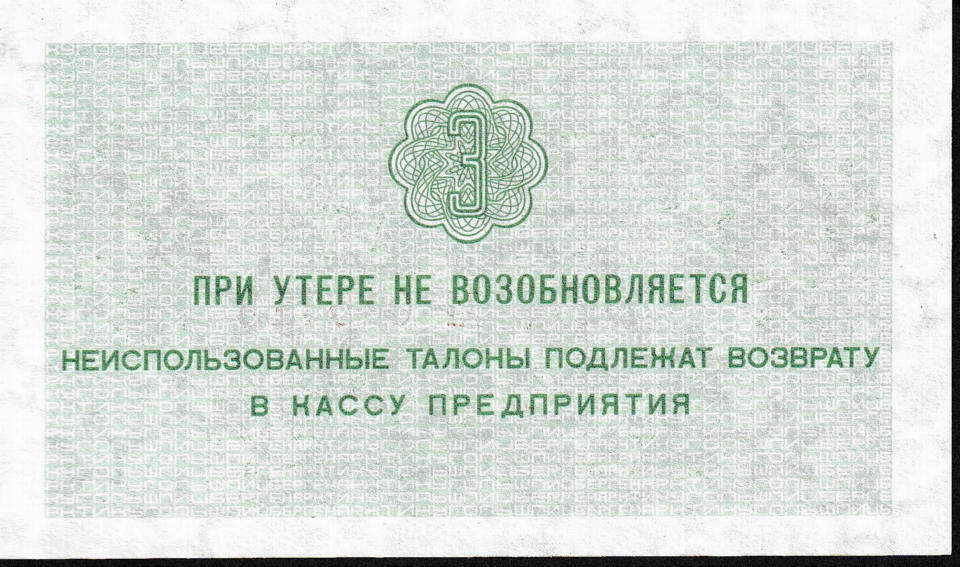 3
ПРИ УТЕРЕ НЕ ВОЗОБНОВЛЯЕТСЯ
НЕИСПОЛЬЗОВАННЫЕ ТАЛОНЫ ПОДЛЕЖАТ ВОЗВРАТУ
В КАССУ ПРЕДПРИЯТИЯ